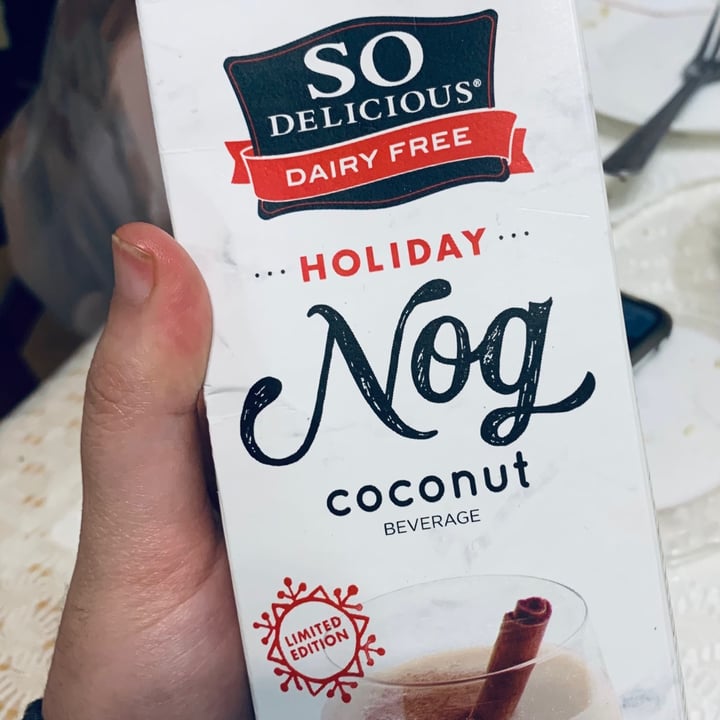 SO
DELICIOUS®
DAIRY FREE
··· HOLIDAY ···
Nog
coconut
BEVERAGE
LIMITED
EDITION